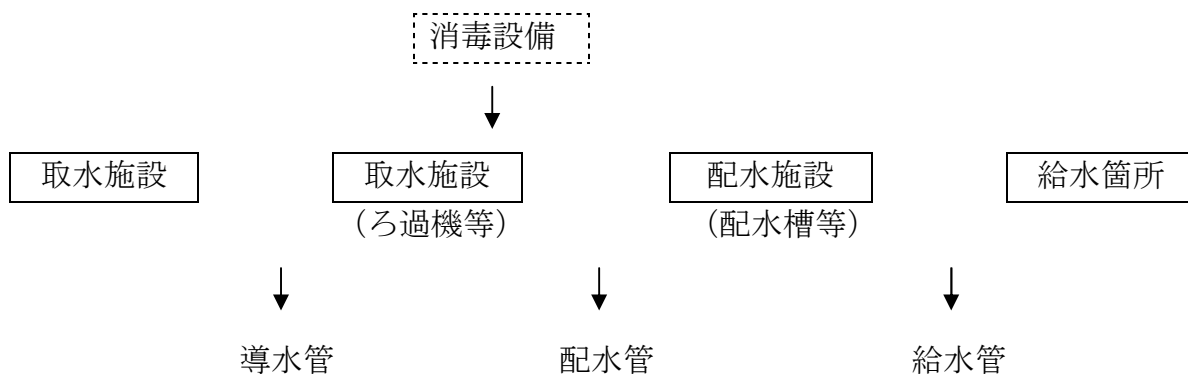 消毒設備
取水施設 取水施設 配水施設 給水箇所
(ろ過機等) (配水槽等)
導水管 配水管 給水管